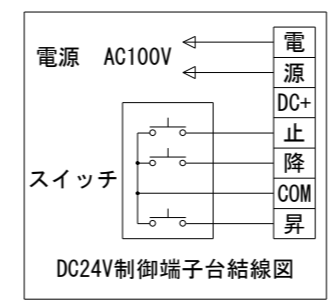 電源 AC100V
電
源
DC+
止
降
COM
昇
スイッチ
DC24V制御端子台結線図